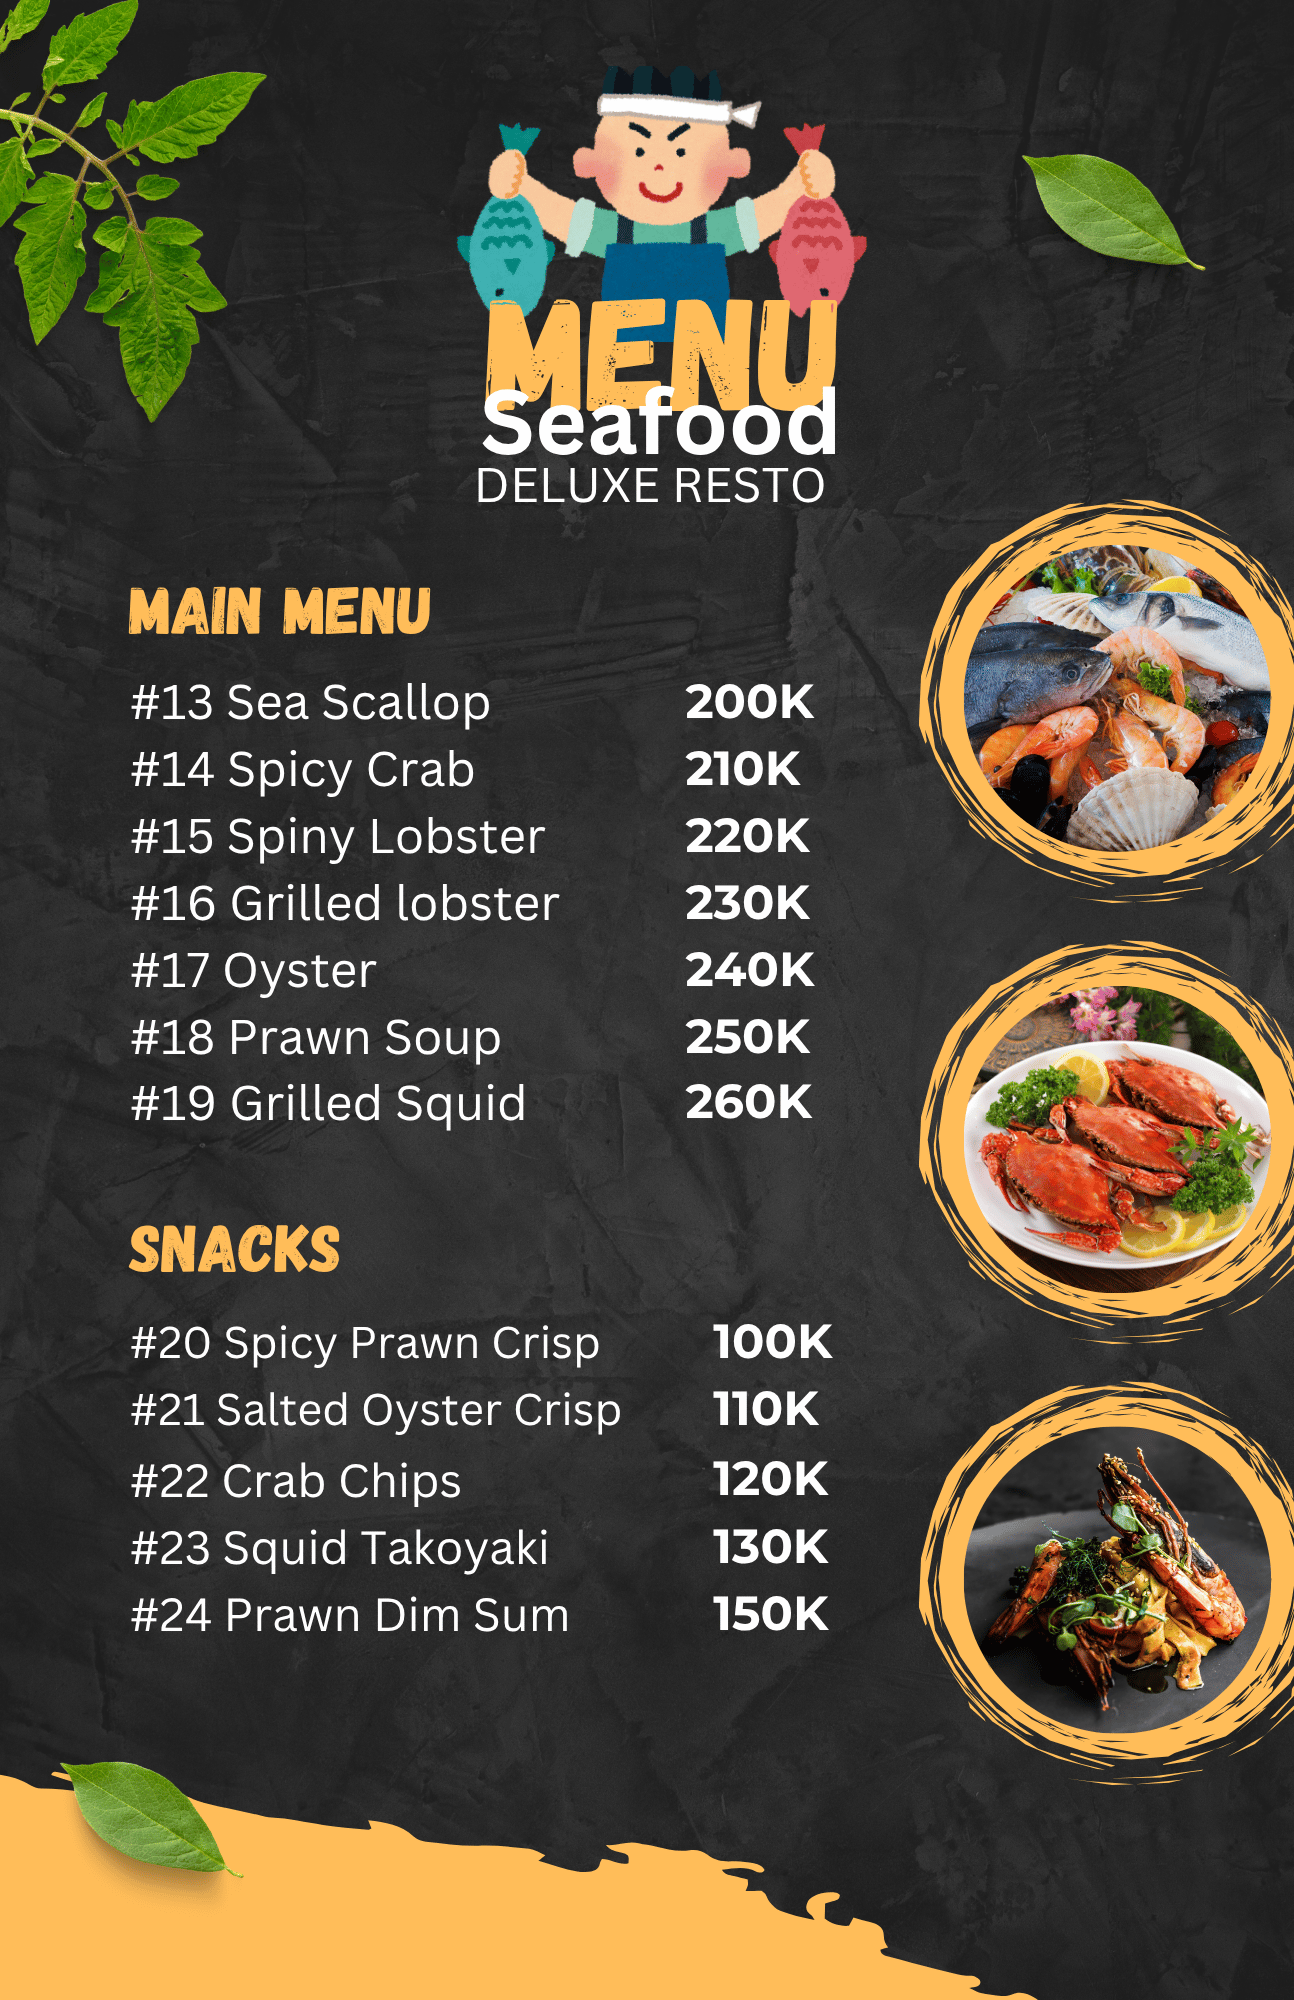 MENU
Seafood
DELUXE RESTO
MAIN MENU
#13 Sea Scallop 200K
#14 Spicy Crab 210K
#15 Spiny Lobster 220K
#16 Grilled lobster 230K
#17 Oyster 240K
#18 Prawn Soup 250K
#19 Grilled Squid 260K
SNACKS
#20 Spicy Prawn Crisp 100K
#21 Salted Oyster Crisp 110K
#22 Crab Chips 120K
#23 Squid Takoyaki 130K
#24 Prawn Dim Sum 150K